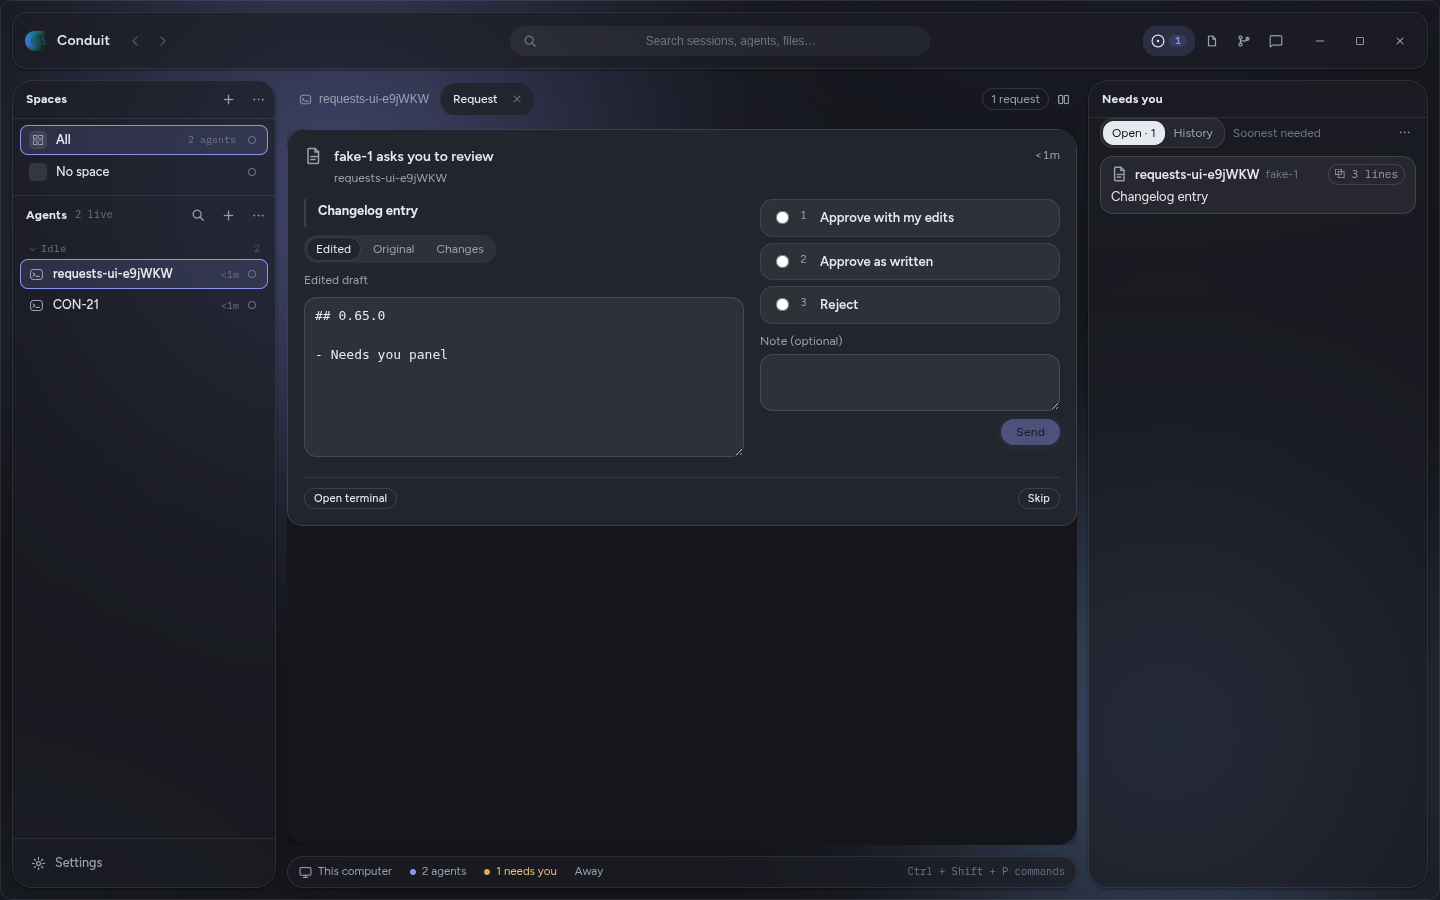 Conduit
Search sessions, agents, files…
1
Spaces
All
2 agents
No space
Agents 2 live
Idle
2
requests-ui-e9jWKW
<1m
CON-21
<1m
Settings
requests-ui-e9jWKW
Request
1 request
fake-1 asks you to review
<1m
requests-ui-e9jWKW
Changelog entry
Edited
Original
Changes
Edited draft
## 0.65.0
- Needs you panel
1 Approve with my edits
2 Approve as written
3 Reject
Note (optional)
Send
Open terminal
Skip
This computer
2 agents
1 needs you
Away
Ctrl + Shift + P commands
Needs you
Open · 1
History
Soonest needed
requests-ui-e9jWKW fake-1
3 lines
Changelog entry